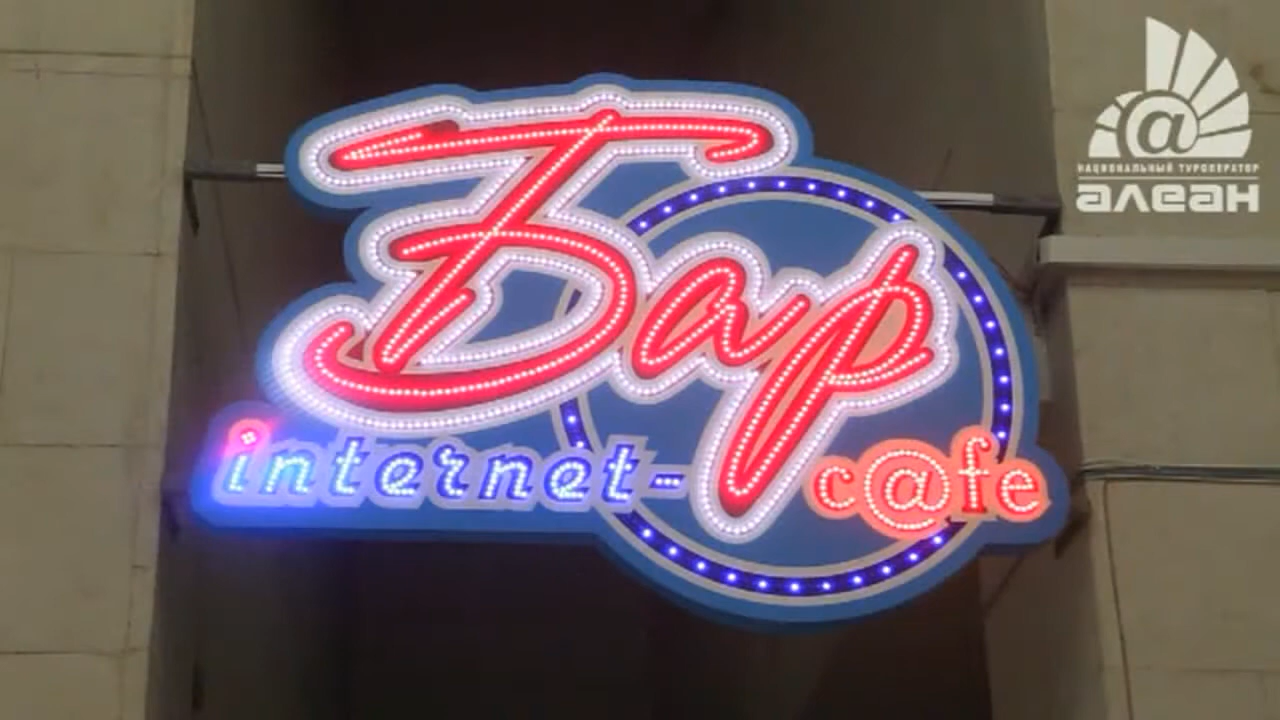 Бар
internet-c@fe
@
НАЦИОНАЛЬНЫЙ ТУРОПЕРАТОР
алеан